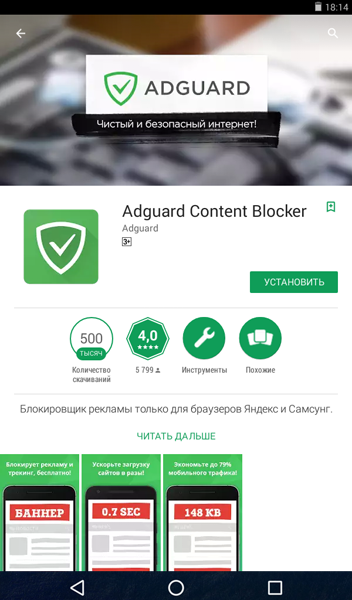 18:14
ADGUARD
Чистый и безопасный интернет!
Adguard Content Blocker
Adguard
3+
УСТАНОВИТЬ
500
ТЫСЯЧ
Количество
скачиваний
4,0
5 799
Инструменты
Похожие
Блокировщик рекламы только для браузеров Яндекс и Самсунг.
ЧИТАТЬ ДАЛЬШЕ
Блокирует рекламу и
трекинг, бесплатно!
БАННЕР
Ускорьте загрузку
сайтов в разы!
0.7 SEC
Экономьте до 79%
мобильного трафика!
148 KB